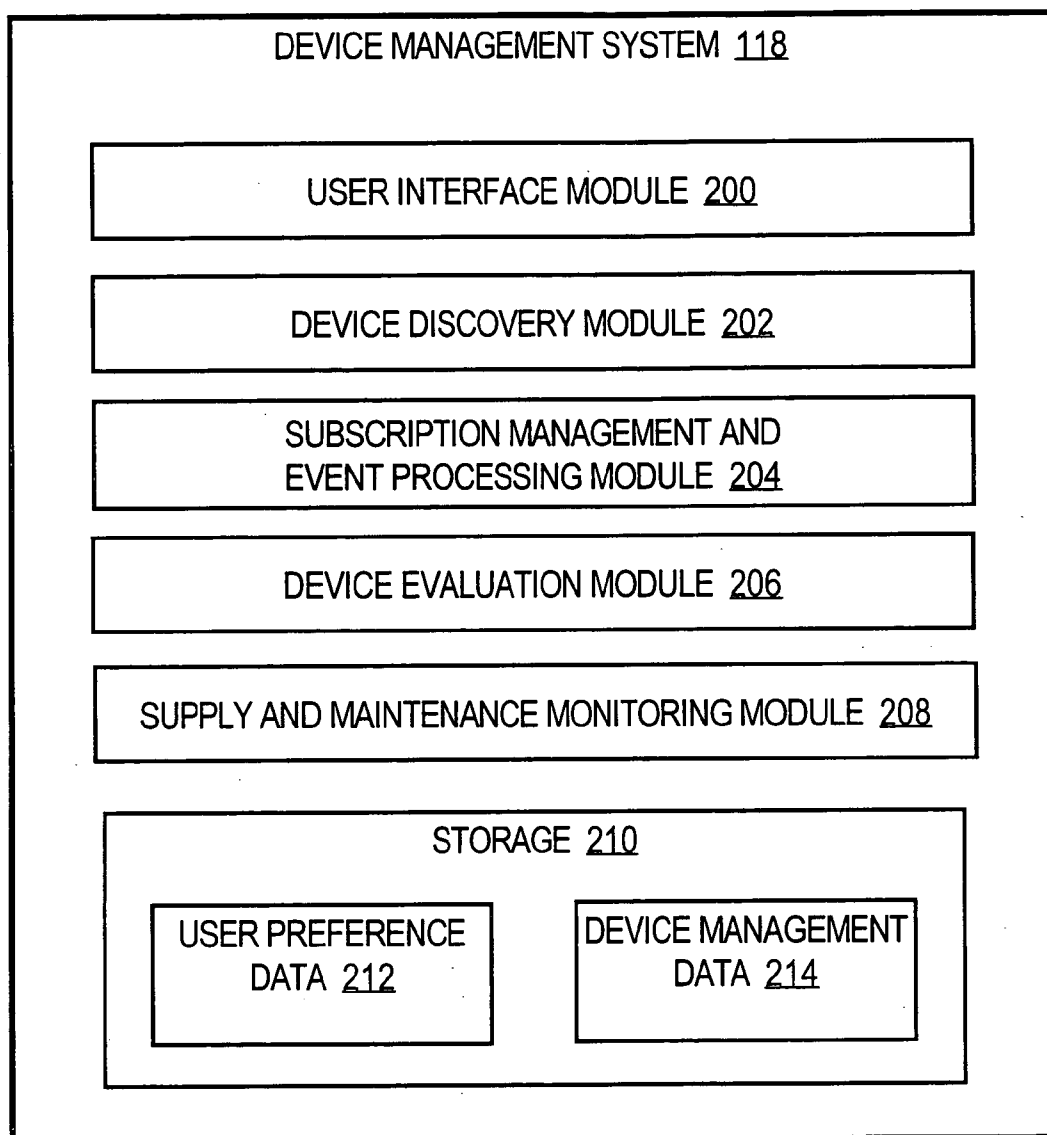 DEVICE MANAGEMENT SYSTEM 118
USER INTERFACE MODULE 200
DEVICE DISCOVERY MODULE 202
SUBSCRIPTION MANAGEMENT AND
EVENT PROCESSING MODULE 204
DEVICE EVALUATION MODULE 206
SUPPLY AND MAINTENANCE MONITORING MODULE 208
STORAGE 210
USER PREFERENCE
DATA 212
DEVICE MANAGEMENT
DATA 214